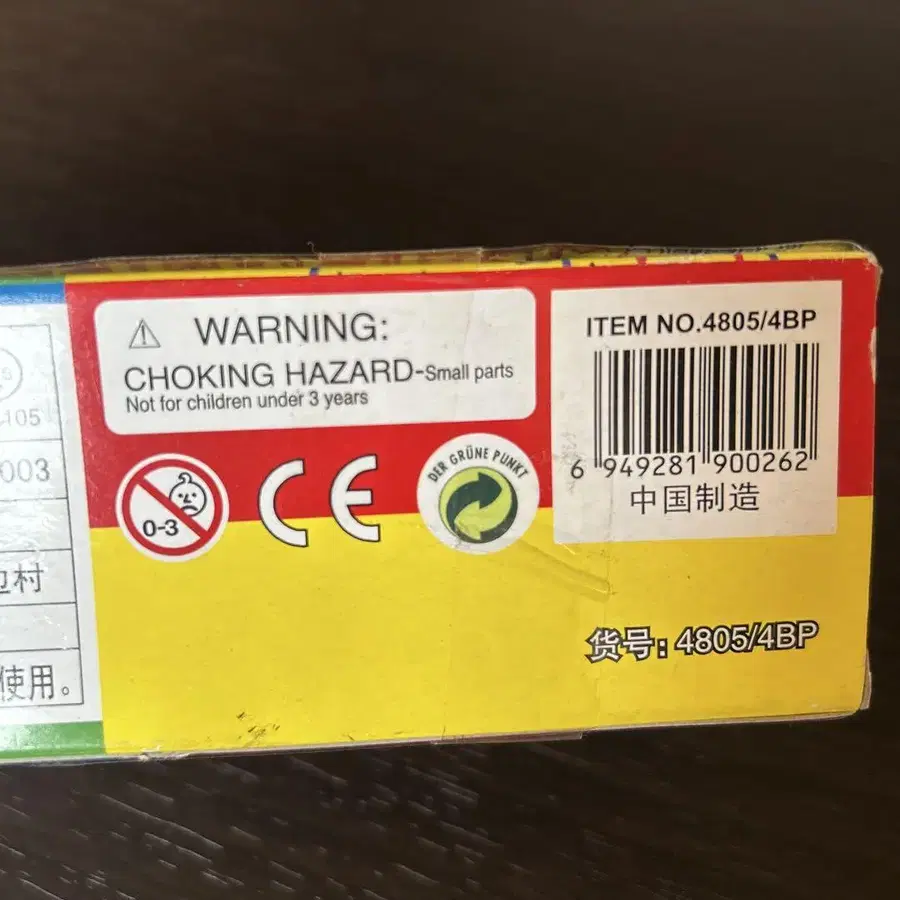 105
003
边村
使用。
WARNING:
CHOKING HAZARD-Small parts
Not for children under 3 years
0-3
CE
DER GRÜNE PUNKT
ITEM NO.4805/4BP
6 949281 900262
中国制造
货号: 4805/4BP